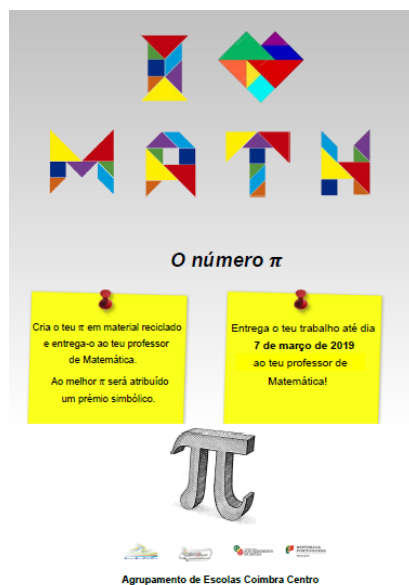 I
MATH
O número π
Cria o teu π em material reciclado
e entrega-o ao teu professor
de Matemática.
Ao melhor π será atribuído
um prémio simbólico.
Entrega o teu trabalho até dia
7 de março de 2019
ao teu professor de
Matemática!
π
REPÚBLICA
PORTUGUESA
Agrupamento de Escolas Coimbra Centro